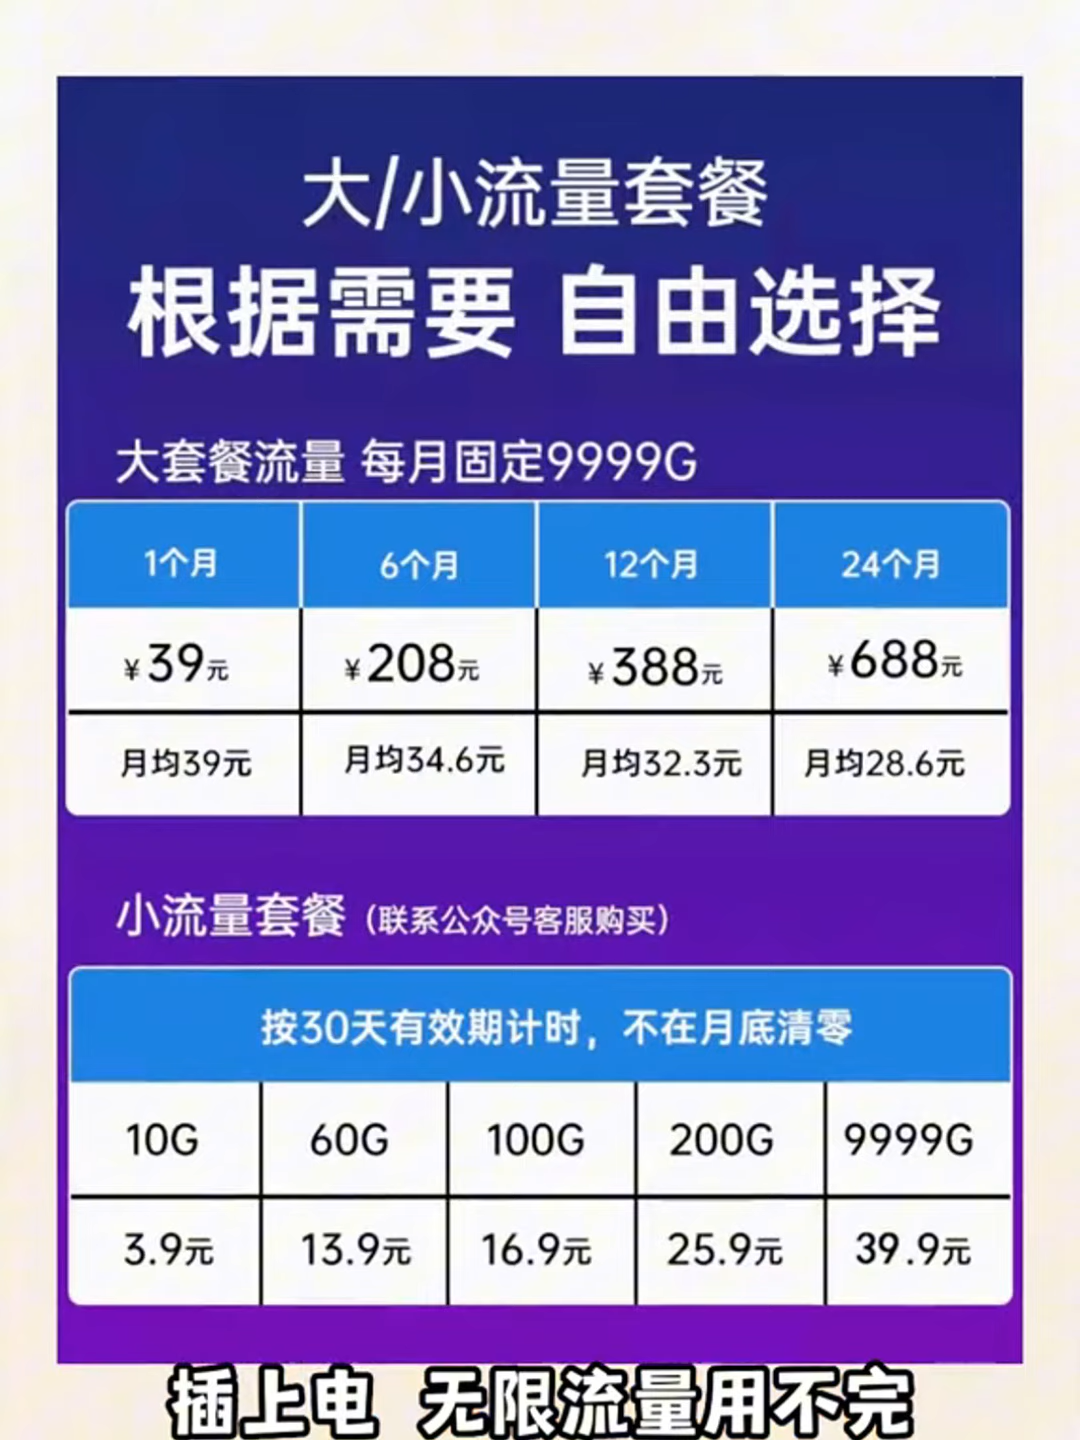 大/小流量套餐
根据需要 自由选择
大套餐流量 每月固定9999G
1个月 6个月 12个月 24个月
¥39元 ¥208元 ¥388元 ¥688元
月均39元 月均34.6元 月均32.3元 月均28.6元
小流量套餐（联系公众号客服购买）
按30天有效期计时，不在月底清零
10G 60G 100G 200G 9999G
3.9元 13.9元 16.9元 25.9元 39.9元
插上电 无限流量用不完